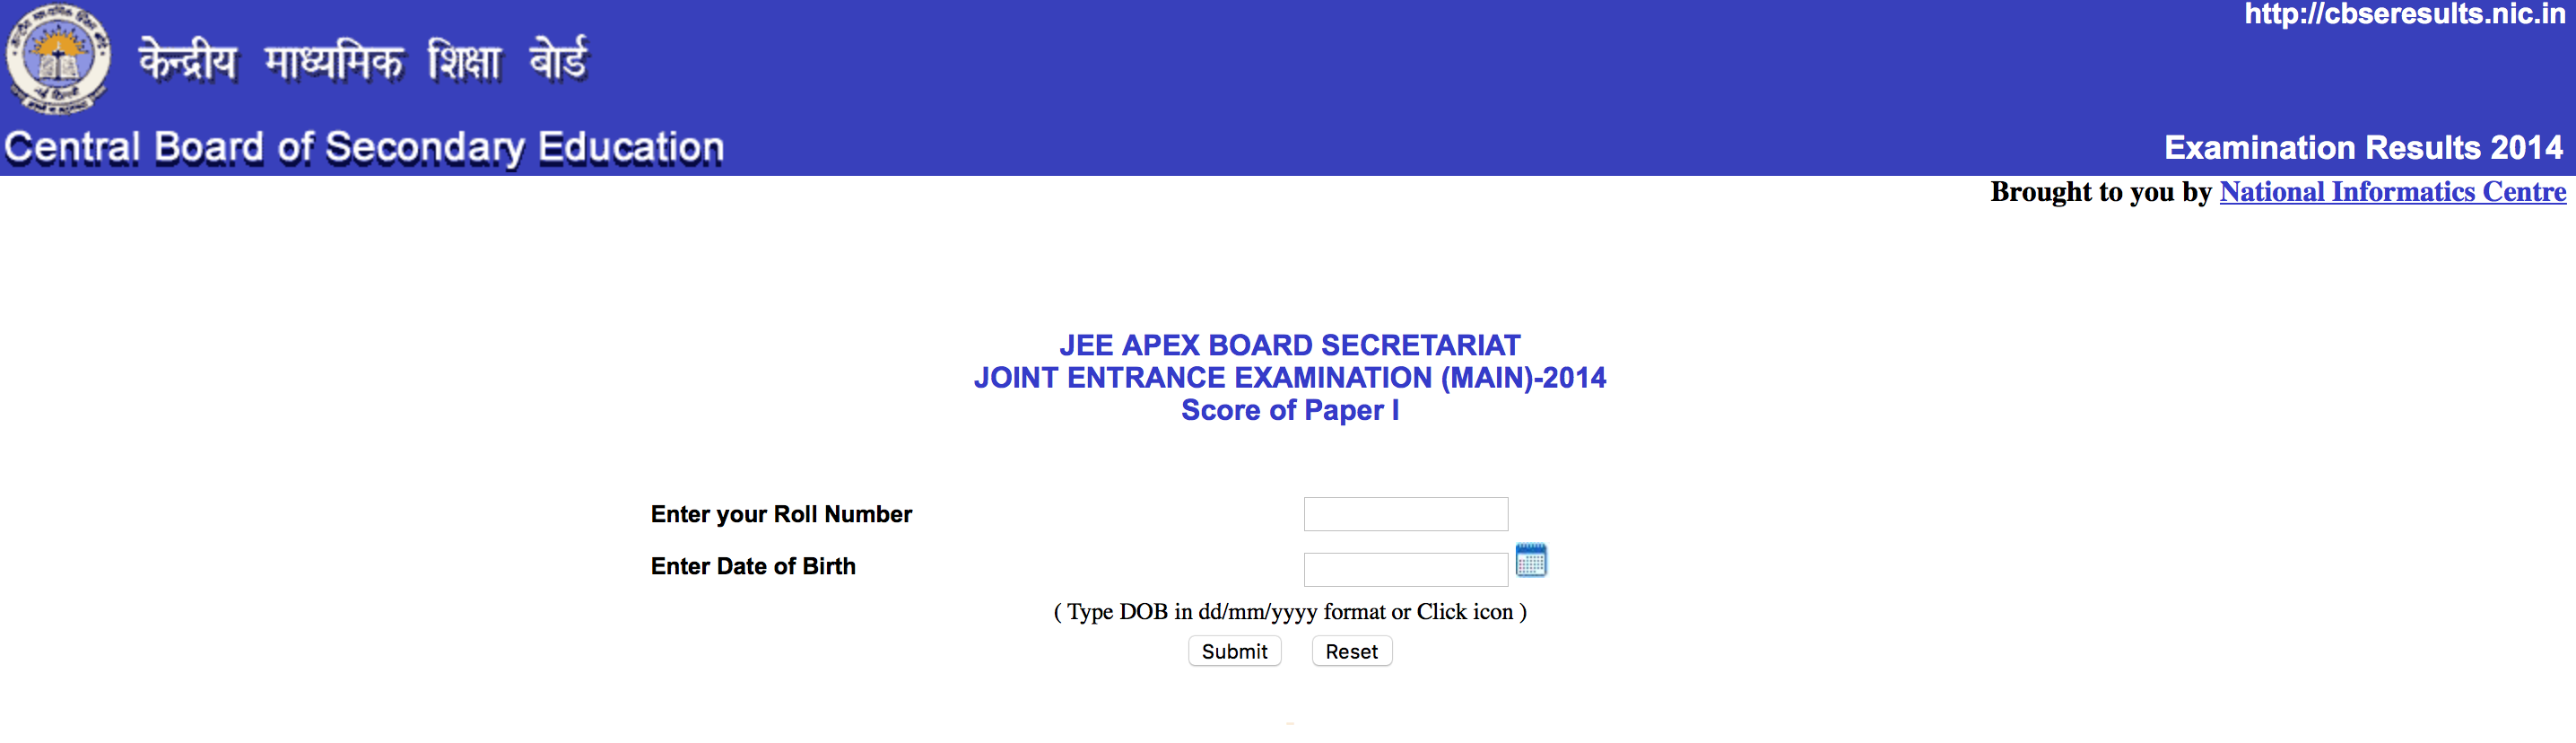 http://cbseresults.nic.in
केन्द्रीय माध्यमिक शिक्षा बोर्ड
Central Board of Secondary Education
Examination Results 2014
Brought to you by National Informatics Centre
JEE APEX BOARD SECRETARIAT
JOINT ENTRANCE EXAMINATION (MAIN)-2014
Score of Paper I
Enter your Roll Number
Enter Date of Birth
( Type DOB in dd/mm/yyyy format or Click icon )
Submit Reset